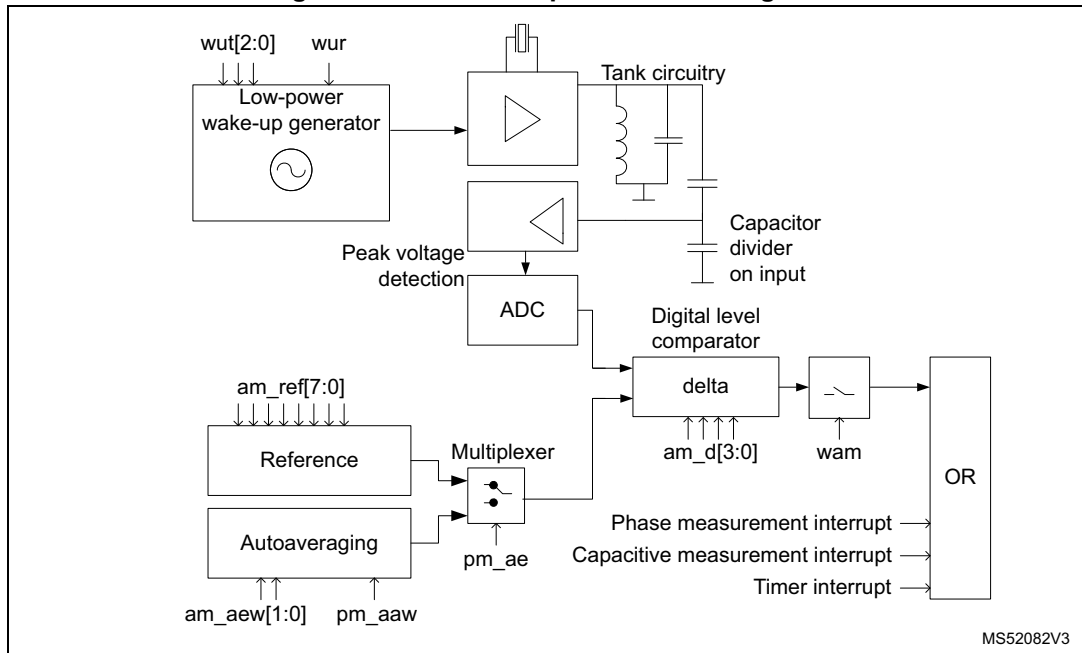 wut[2:0]
wur
Low-power
wake-up generator
Tank circuitry
Capacitor
divider
on input
Peak voltage
detection
ADC
Digital level
comparator
delta
am_d[3:0]
wam
am_ref[7:0]
Reference
Multiplexer
Autoaveraging
pm_ae
am_aew[1:0]
pm_aaw
OR
Phase measurement interrupt
Capacitive measurement interrupt
Timer interrupt
MS52082V3